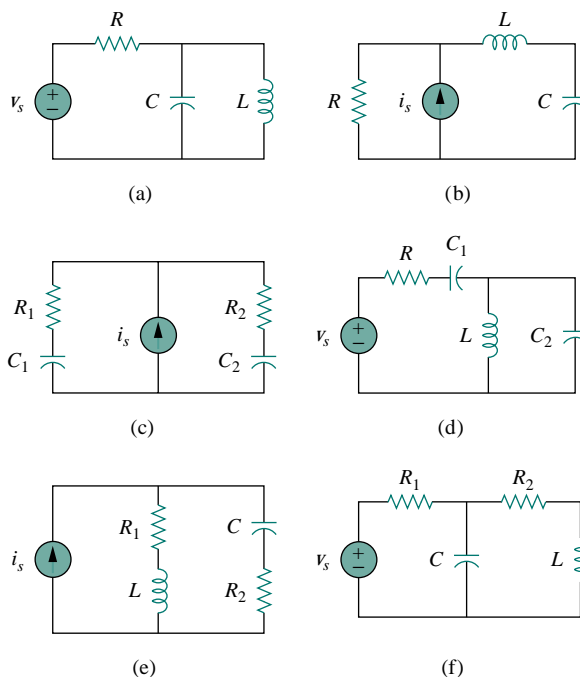 R
v_s + − C L
(a)
L
R i_s C
(b)
R_1 R_2
i_s
C_1 C_2
(c)
C_1
R
v_s + − L C_2
(d)
R_1 C
i_s
L R_2
(e)
R_1 R_2
v_s + − C L
(f)